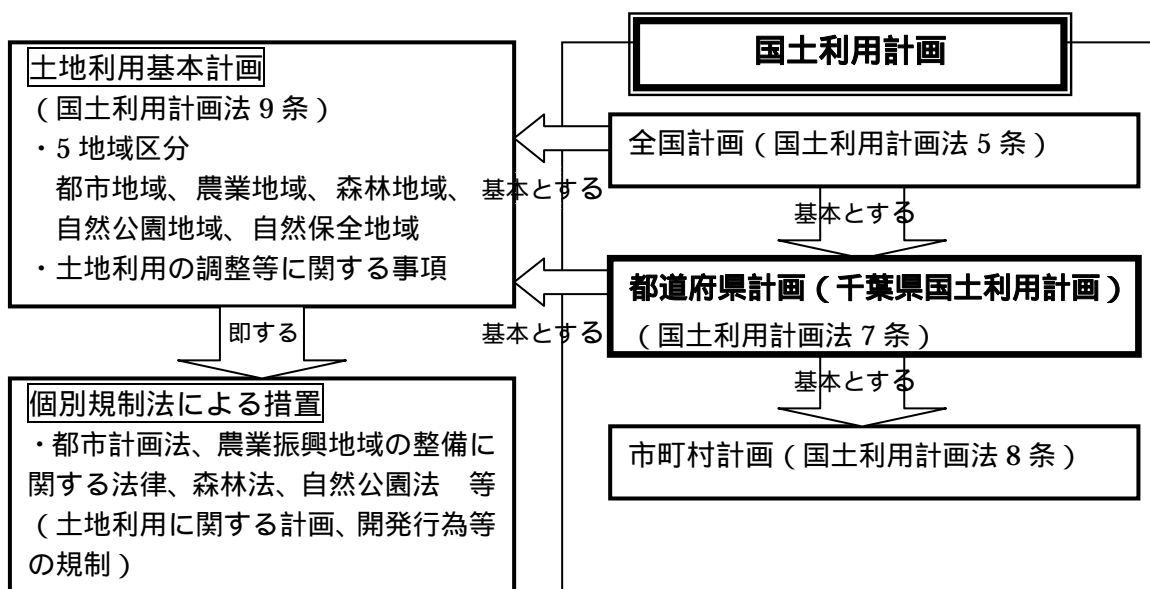 国土利用計画
土地利用基本計画
（国土利用計画法 9 条）
・5 地域区分
都市地域、農業地域、森林地域、
自然公園地域、自然保全地域
・土地利用の調整等に関する事項
基本とする
基本とする
全国計画（国土利用計画法 5 条）
基本とする
都道府県計画（千葉県国土利用計画）
（国土利用計画法 7 条）
基本とする
市町村計画（国土利用計画法 8 条）
即する
個別規制法による措置
・都市計画法、農業振興地域の整備に
関する法律、森林法、自然公園法　等
（土地利用に関する計画、開発行為等
の規制）